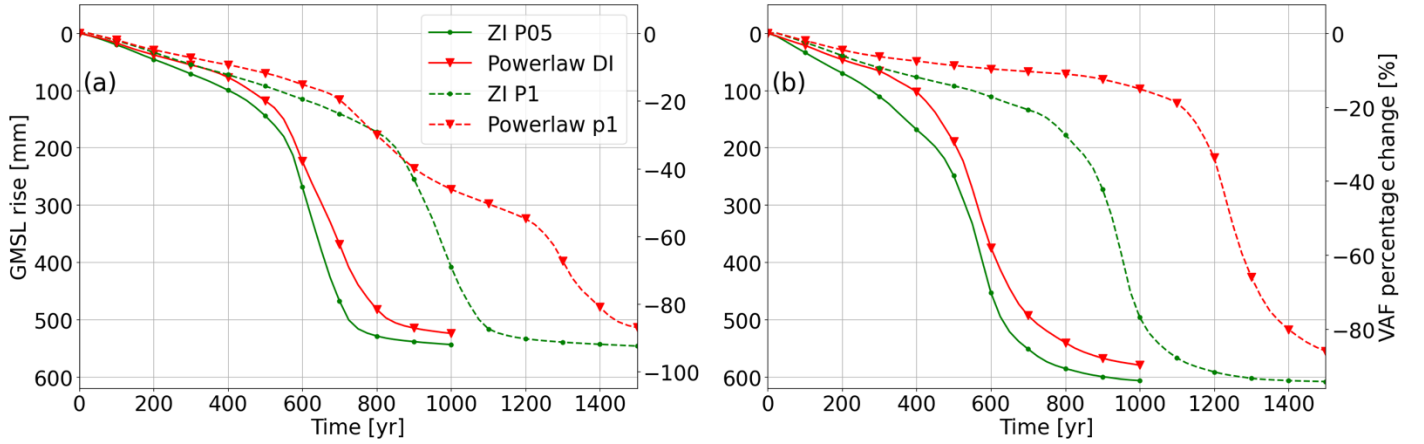 (a)
ZI P05
Powerlaw DI
ZI P1
Powerlaw p1
GMSL rise [mm]
0
100
200
300
400
500
600
0
−20
−40
−60
−80
−100
0 200 400 600 800 1000 1200 1400
Time [yr]
(b)
0
100
200
300
400
500
600
0
−20
−40
−60
−80
VAF percentage change [%]
0 200 400 600 800 1000 1200 1400
Time [yr]